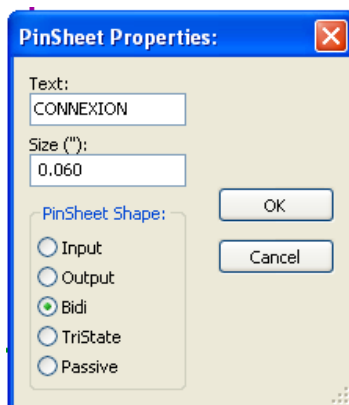 PinSheet Properties:
Text:
CONNEXION
Size ("):
0.060
PinSheet Shape:
Input
Output
Bidi
TriState
Passive
OK
Cancel